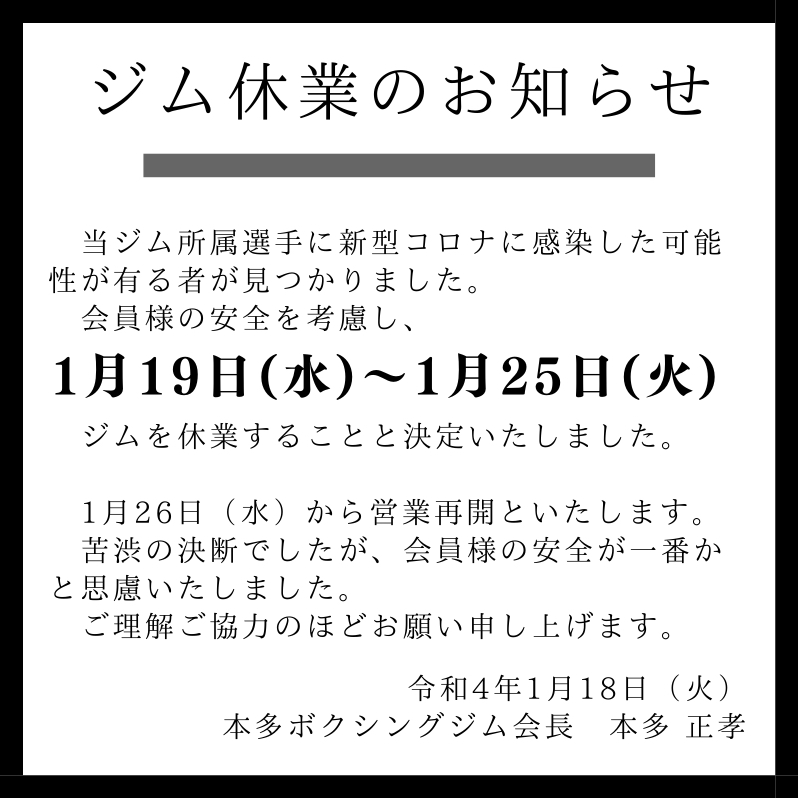 ジム休業のお知らせ
　当ジム所属選手に新型コロナに感染した可能
性が有る者が見つかりました。
　会員様の安全を考慮し、
1月19日(水)～1月25日(火)
　ジムを休業することと決定いたしました。
　1月26日（水）から営業再開といたします。
　苦渋の決断でしたが、会員様の安全が一番か
と思慮いたしました。
　ご理解ご協力のほどお願い申し上げます。
令和4年1月18日（火）
本多ボクシングジム会長　本多 正孝